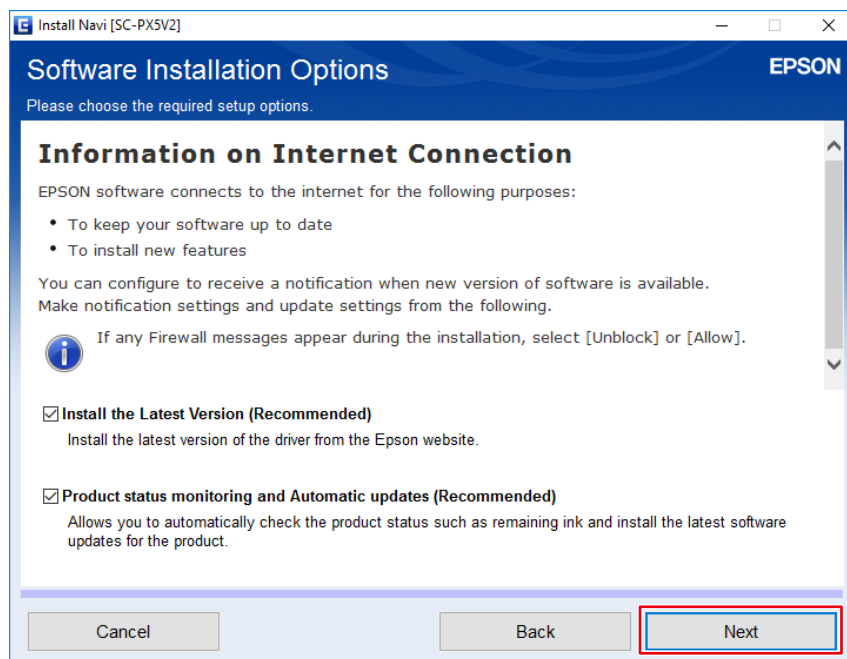 Install Navi [SC-PX5V2]
Software Installation Options
EPSON
Please choose the required setup options.
Information on Internet Connection
EPSON software connects to the internet for the following purposes:
• To keep your software up to date
• To install new features
You can configure to receive a notification when new version of software is available.
Make notification settings and update settings from the following.
If any Firewall messages appear during the installation, select [Unblock] or [Allow].
Install the Latest Version (Recommended)
Install the latest version of the driver from the Epson website.
Product status monitoring and Automatic updates (Recommended)
Allows you to automatically check the product status such as remaining ink and install the latest software
updates for the product.
Cancel
Back
Next